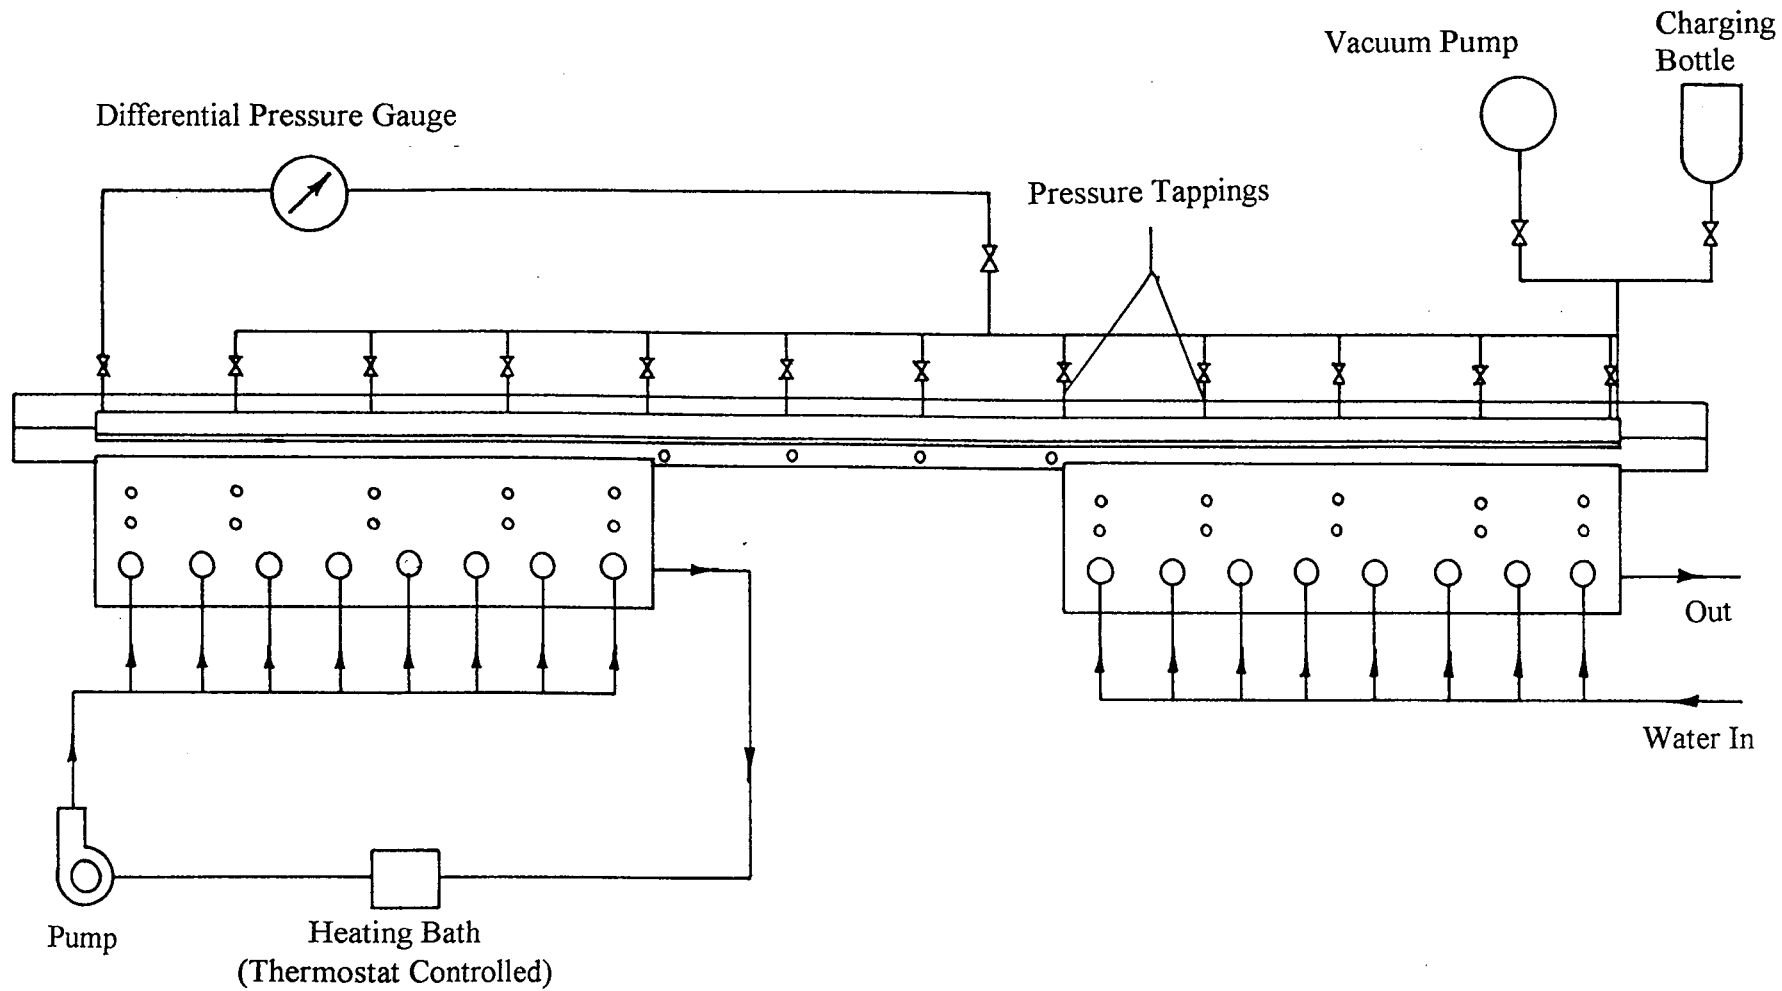 Charging
Bottle
Vacuum Pump
Differential Pressure Gauge
Pressure Tappings
Out
Water In
Pump
Heating Bath
(Thermostat Controlled)